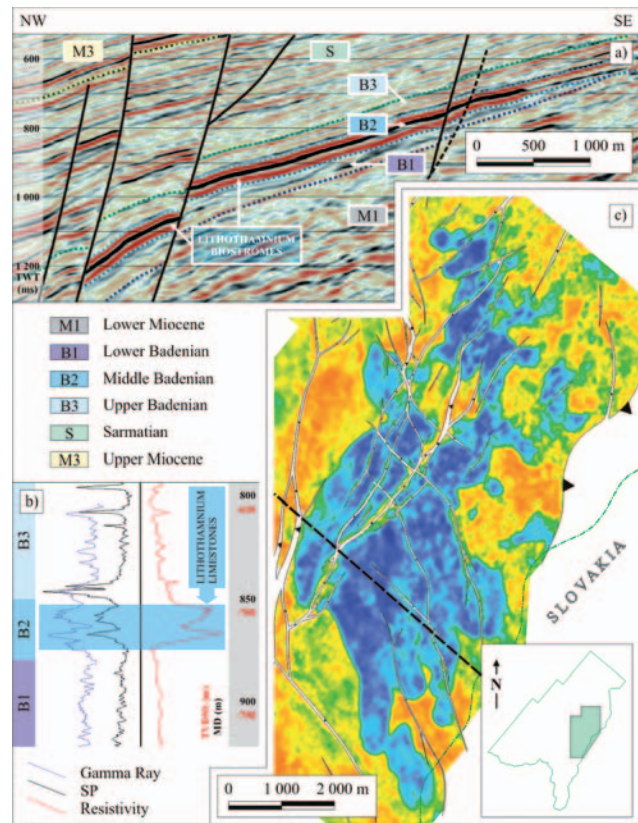 NW
SE
M3
S
a)
600
B3
800
B2
B1
0
500
1 000 m
1 000
M1
c)
LITHOTHAMNIUM
BIOSTROMES
1 200
TWT
(ms)
M1 Lower Miocene
B1 Lower Badenian
B2 Middle Badenian
B3 Upper Badenian
S Sarmatian
M3 Upper Miocene
b)
800
B3
LITHOTHAMNIUM
LIMESTONES
850
B2
SLOVAKIA
B1
MD (m)
900
N
Gamma Ray
SP
Resistivity
0
1 000
2 000 m